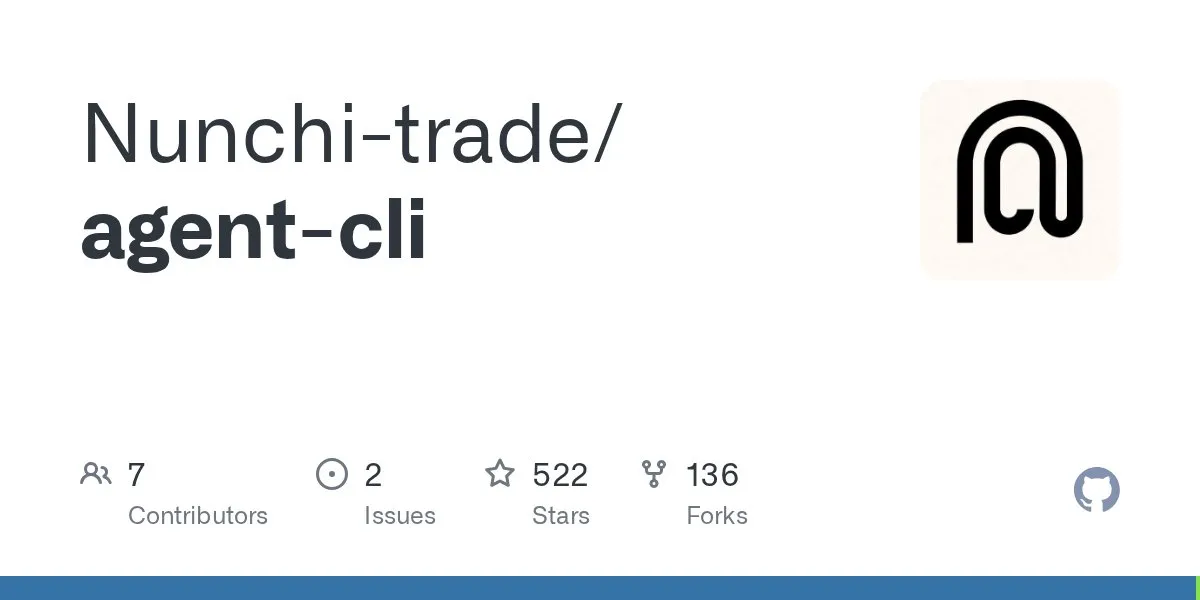 Nunchi-trade/
agent-cli
7
Contributors
2
Issues
522
Stars
136
Forks